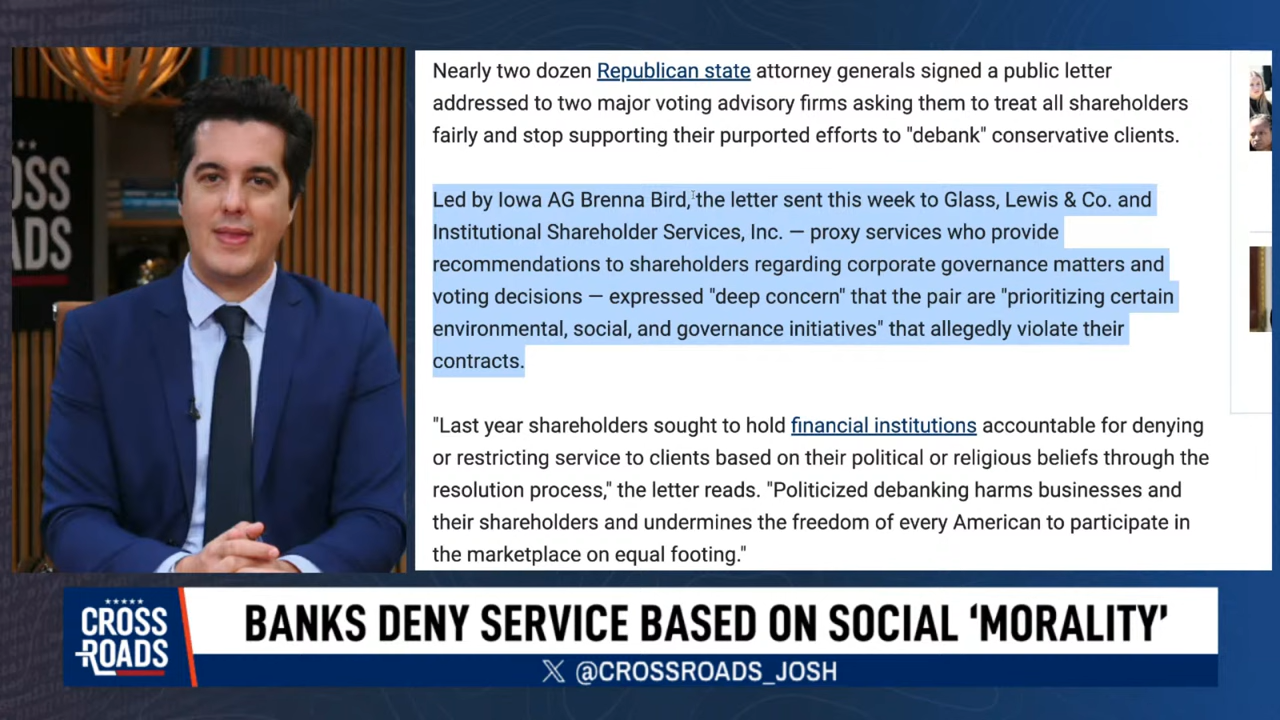 OSS
ADS
Nearly two dozen Republican state attorney generals signed a public letter
addressed to two major voting advisory firms asking them to treat all shareholders
fairly and stop supporting their purported efforts to "debank" conservative clients.
Led by Iowa AG Brenna Bird, the letter sent this week to Glass, Lewis & Co. and
Institutional Shareholder Services, Inc. — proxy services who provide
recommendations to shareholders regarding corporate governance matters and
voting decisions — expressed "deep concern" that the pair are "prioritizing certain
environmental, social, and governance initiatives" that allegedly violate their
contracts.
"Last year shareholders sought to hold financial institutions accountable for denying
or restricting service to clients based on their political or religious beliefs through the
resolution process," the letter reads. "Politicized debanking harms businesses and
their shareholders and undermines the freedom of every American to participate in
the marketplace on equal footing."
CROSS
ROADS
BANKS DENY SERVICE BASED ON SOCIAL ‘MORALITY’
X @CROSSROADS_JOSH